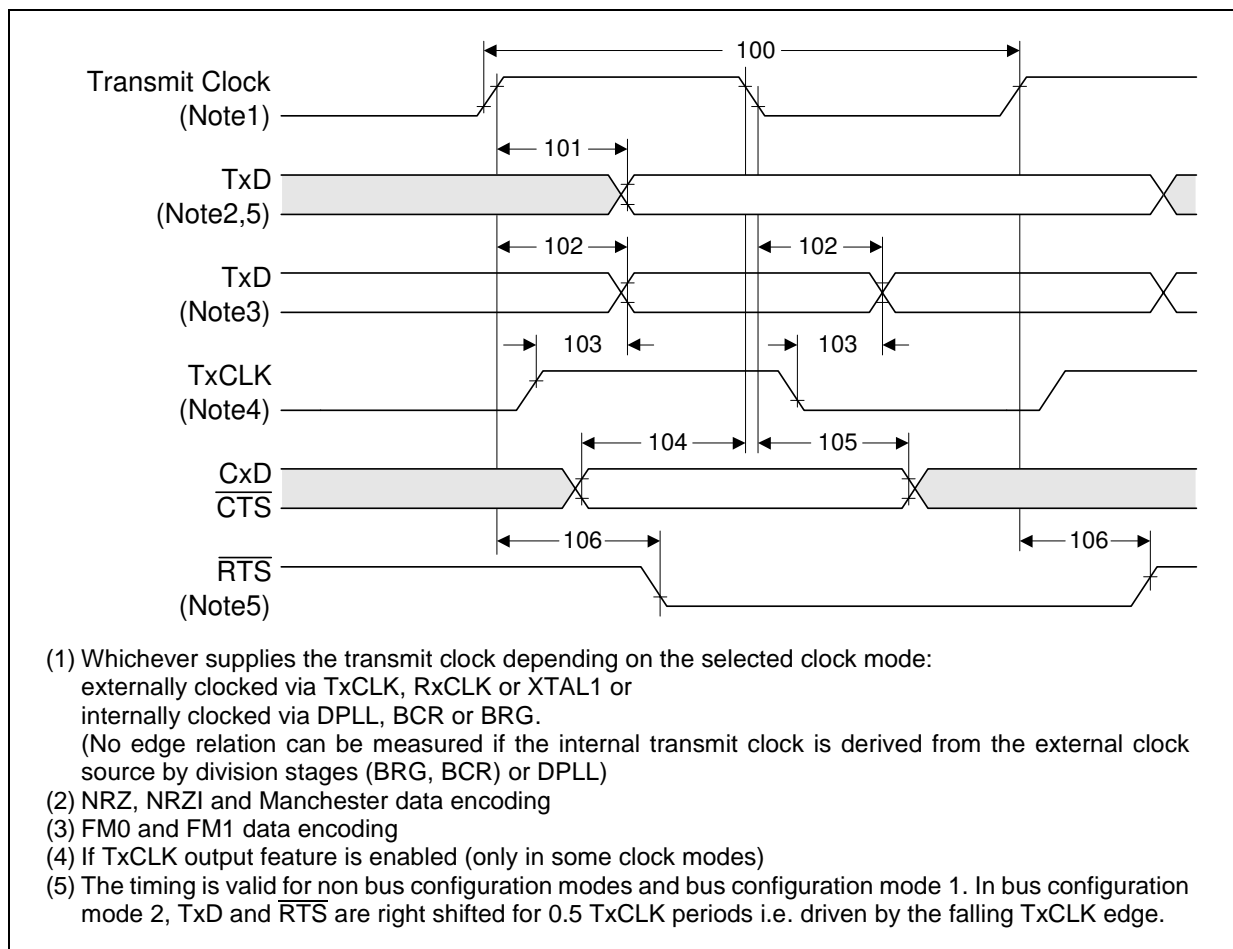 100
Transmit Clock
(Note1)
101
TxD
(Note2,5)
102
102
TxD
(Note3)
103
103
TxCLK
(Note4)
104
105
CxD
CTS
106
106
RTS
(Note5)
(1) Whichever supplies the transmit clock depending on the selected clock mode:
externally clocked via TxCLK, RxCLK or XTAL1 or
internally clocked via DPLL, BCR or BRG.
(No edge relation can be measured if the internal transmit clock is derived from the external clock
source by division stages (BRG, BCR) or DPLL)
(2) NRZ, NRZI and Manchester data encoding
(3) FM0 and FM1 data encoding
(4) If TxCLK output feature is enabled (only in some clock modes)
(5) The timing is valid for non bus configuration modes and bus configuration mode 1. In bus configuration
mode 2, TxD and RTS are right shifted for 0.5 TxCLK periods i.e. driven by the falling TxCLK edge.